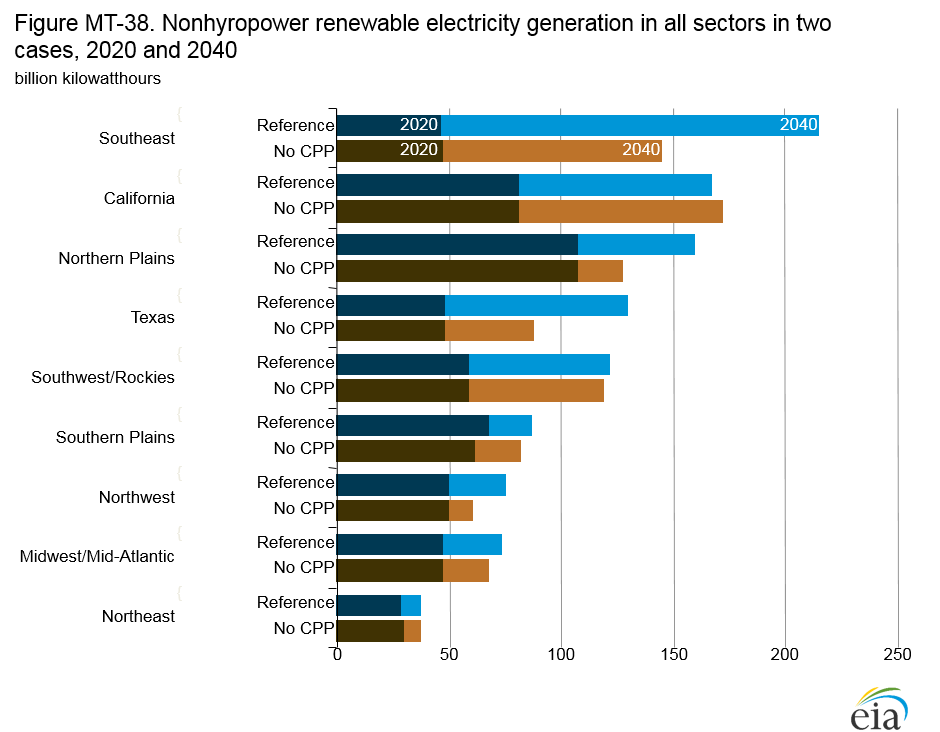 Figure MT-38. Nonhyropower renewable electricity generation in all sectors in two
cases, 2020 and 2040
billion kilowatthours
Southeast
Reference 2020 2040
No CPP 2020 2040
California
Reference
No CPP
Northern Plains
Reference
No CPP
Texas
Reference
No CPP
Southwest/Rockies
Reference
No CPP
Southern Plains
Reference
No CPP
Northwest
Reference
No CPP
Midwest/Mid-Atlantic
Reference
No CPP
Northeast
Reference
No CPP
0 50 100 150 200 250
eia